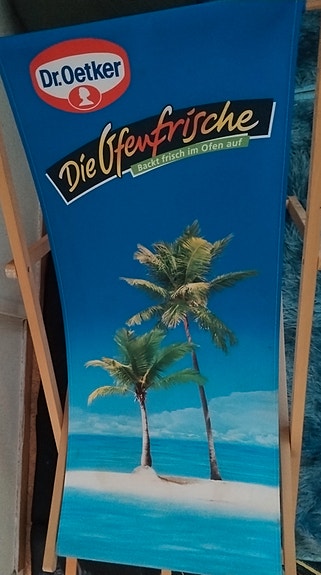 Dr.Oetker
Die Ofenfrische
Backt frisch im Ofen auf